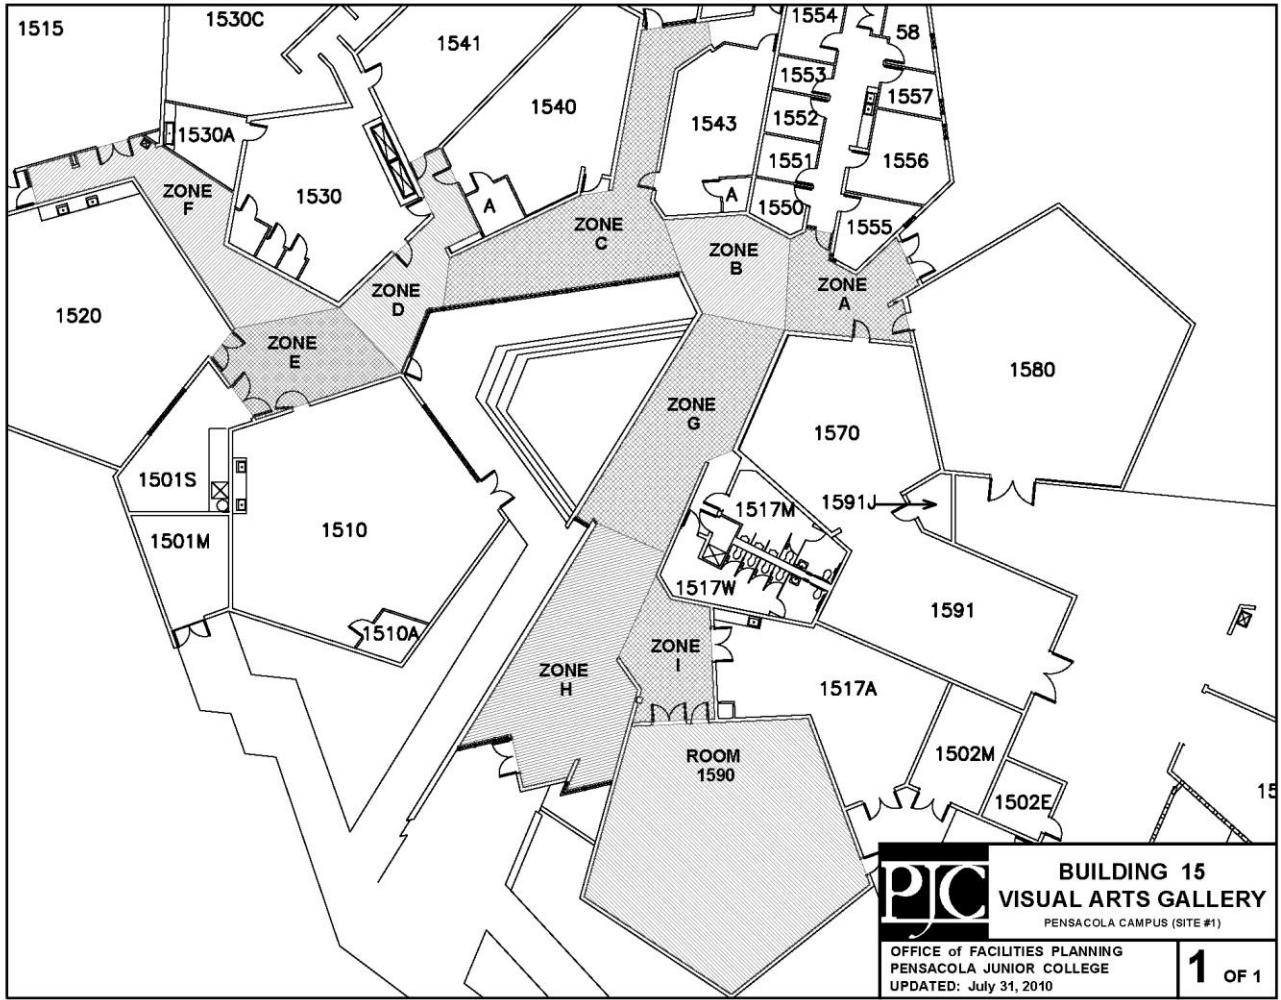 1515
1530C
1541
1540
1543
1554
58
1553
1557
1552
1551
1556
A
1550
1555
1530A
1530
A
ZONE
F
ZONE
C
ZONE
B
ZONE
A
ZONE
D
ZONE
E
1520
1580
ZONE
G
1570
1591J
1501S
1517M
1510
1501M
1517W
1591
1510A
ZONE
I
ZONE
H
1517A
ROOM
1590
1502M
1502E
15
PJC
BUILDING 15
VISUAL ARTS GALLERY
PENSACOLA CAMPUS (SITE #1)
OFFICE of FACILITIES PLANNING
PENSACOLA JUNIOR COLLEGE
UPDATED: July 31, 2010
1 OF 1